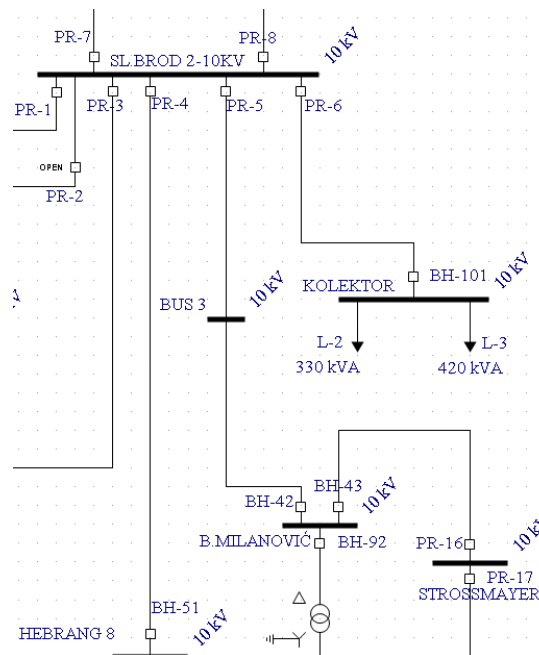 PR-7
PR-8
SL.BROD 2-10KV
10 kV
PR-1
PR-3
PR-4
PR-5
PR-6
OPEN
PR-2
BH-101
10 kV
KOLEKTOR
BUS 3
10 kV
L-2
L-3
330 kVA
420 kVA
BH-42
BH-43
10 kV
B.MILANOVIĆ
BH-92
PR-16
10 kV
PR-17
STROSSMAYER
BH-51
HEBRANG 8
10 kV